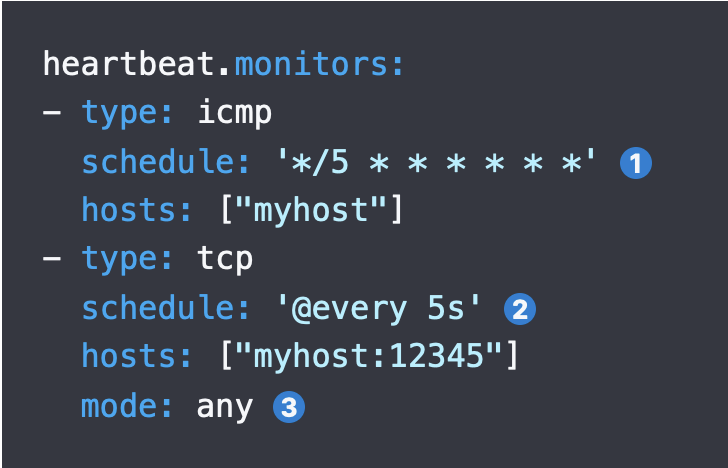 heartbeat.monitors:
- type: icmp
  schedule: '*/5 * * * * * *' 1
  hosts: ["myhost"]
- type: tcp
  schedule: '@every 5s' 2
  hosts: ["myhost:12345"]
  mode: any 3